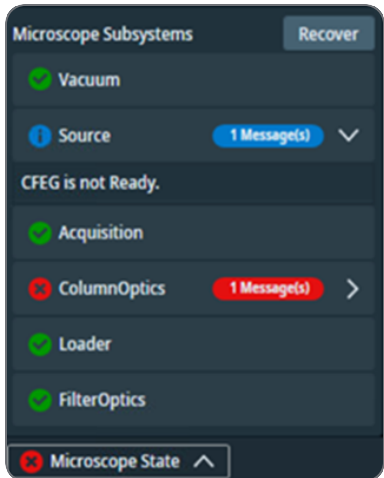 Microscope Subsystems Recover
Vacuum
Source 1 Message(s)
CFEG is not Ready.
Acquisition
ColumnOptics 1 Message(s)
Loader
FilterOptics
Microscope State